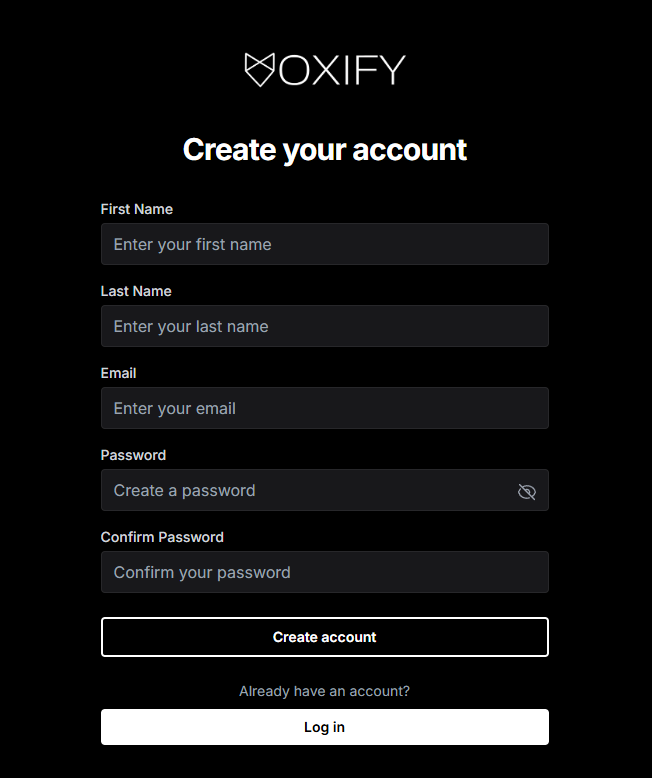 VOXIFY
Create your account
First Name
Enter your first name
Last Name
Enter your last name
Email
Enter your email
Password
Create a password
Confirm Password
Confirm your password
Create account
Already have an account?
Log in